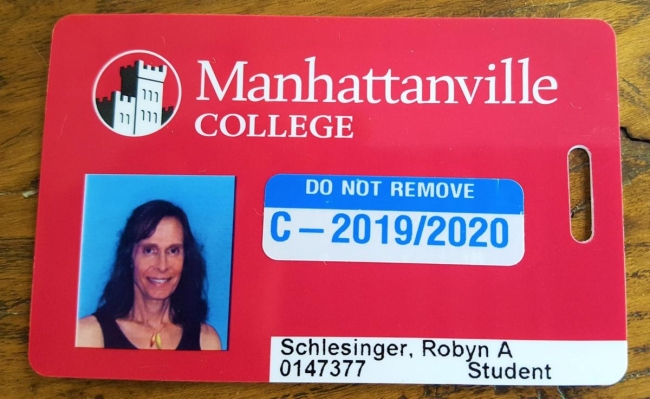 Manhattanville
COLLEGE
DO NOT REMOVE
C – 2019/2020
Schlesinger, Robyn A
0147377 Student